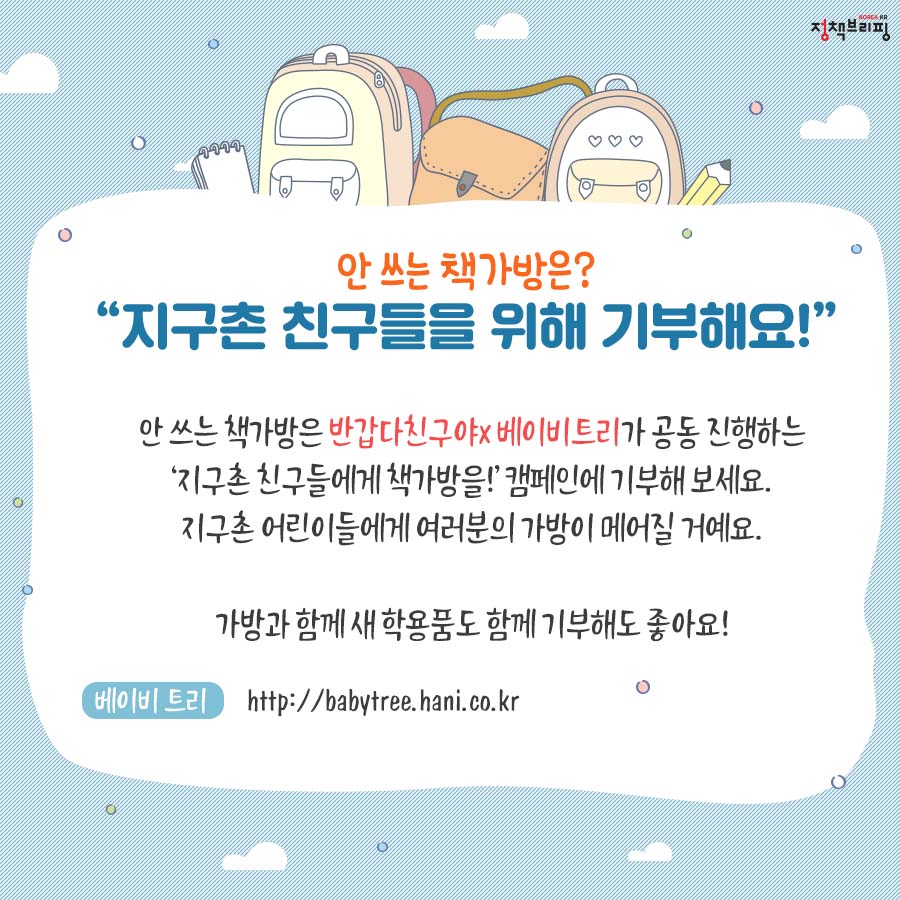 KOREA.KR
정책브리핑
안 쓰는 책가방은?
“지구촌 친구들을 위해 기부해요!”
안 쓰는 책가방은 반갑다친구야x 베이비트리가 공동 진행하는
‘지구촌 친구들에게 책가방을!’ 캠페인에 기부해 보세요.
지구촌 어린이들에게 여러분의 가방이 메어질 거예요.
가방과 함께 새 학용품도 함께 기부해도 좋아요!
베이비 트리 http://babytree.hani.co.kr